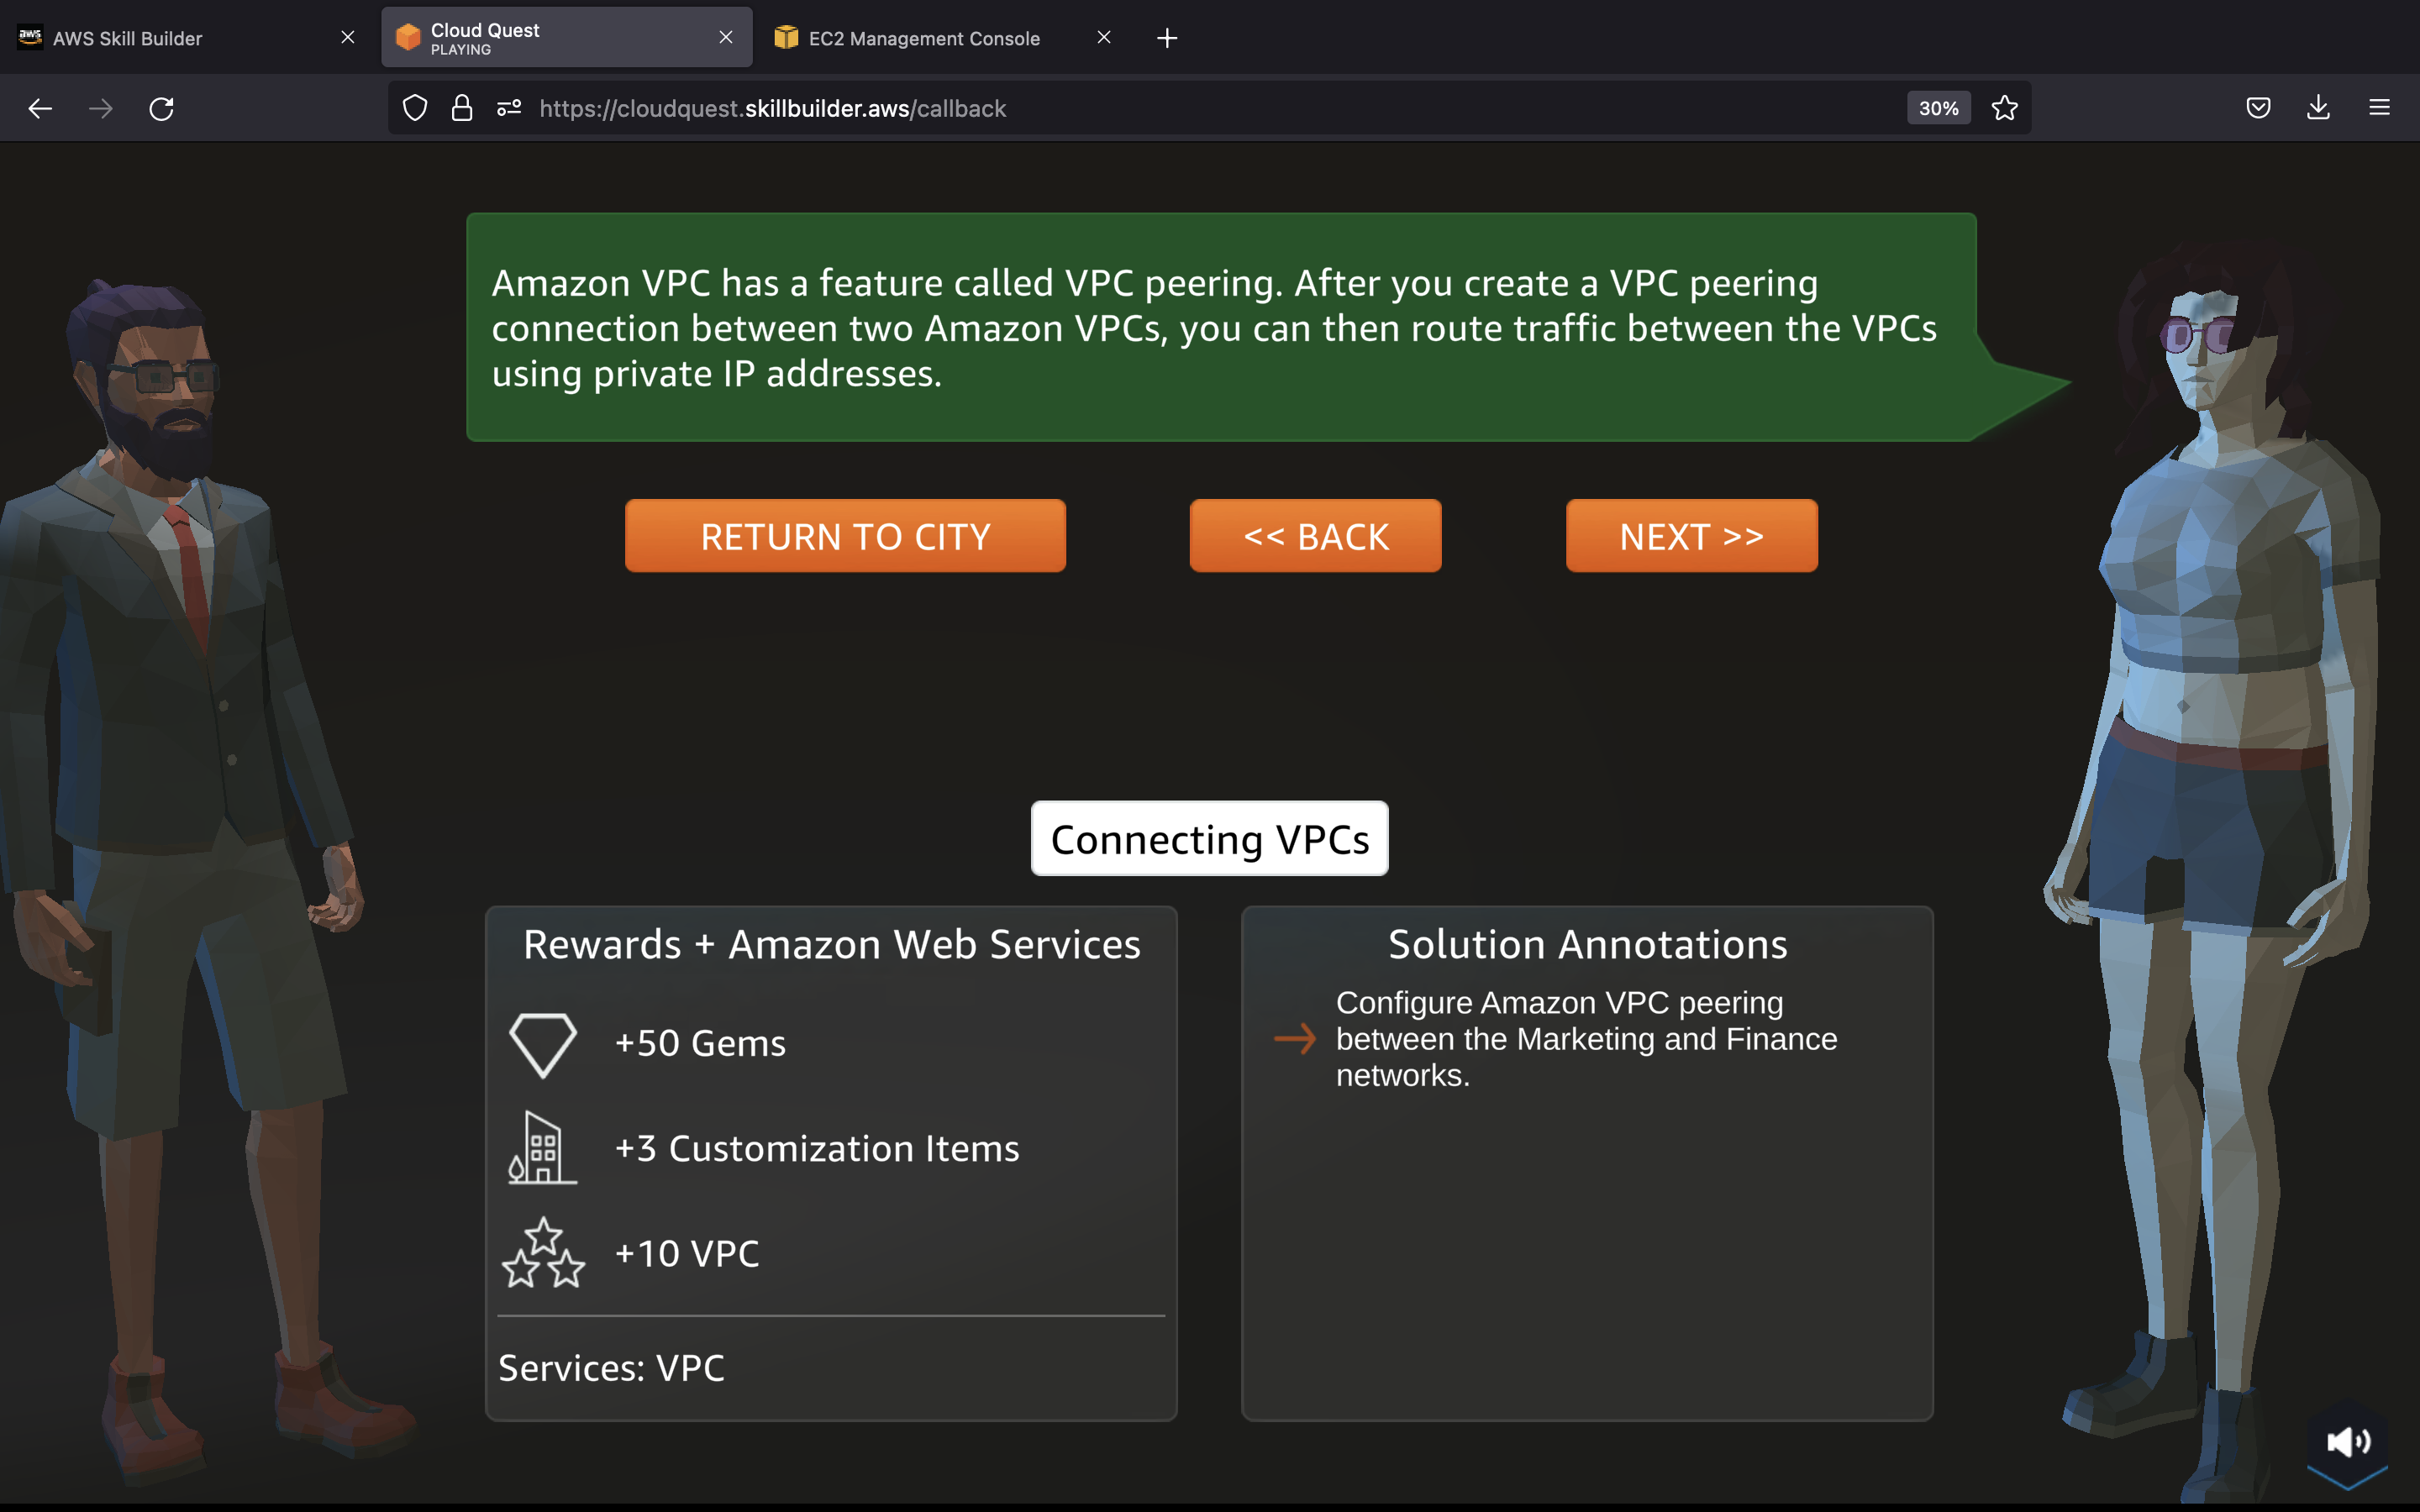 aws AWS Skill Builder
Cloud Quest
PLAYING
EC2 Management Console
https://cloudquest.skillbuilder.aws/callback
30%
Amazon VPC has a feature called VPC peering. After you create a VPC peering
connection between two Amazon VPCs, you can then route traffic between the VPCs
using private IP addresses.
RETURN TO CITY
<< BACK
NEXT >>
Connecting VPCs
Rewards + Amazon Web Services
+50 Gems
+3 Customization Items
+10 VPC
Services: VPC
Solution Annotations
Configure Amazon VPC peering
between the Marketing and Finance
networks.